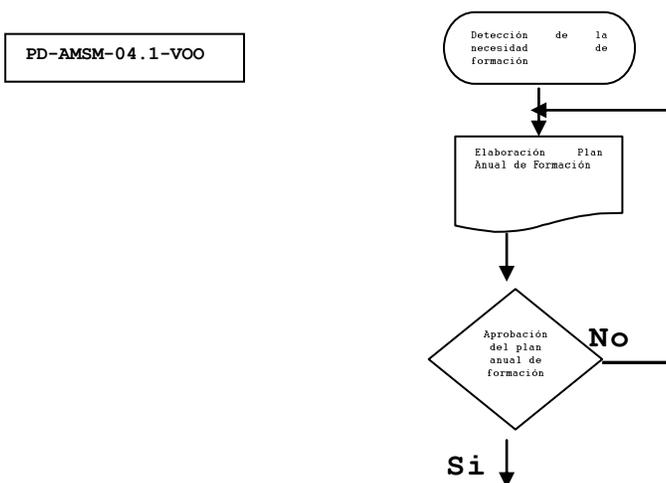 PD-AMSM-04.1-VOO
Detección de la
necesidad de
formación
Elaboración Plan
Anual de Formación
Aprobación
del plan
anual de
formación
No
Si